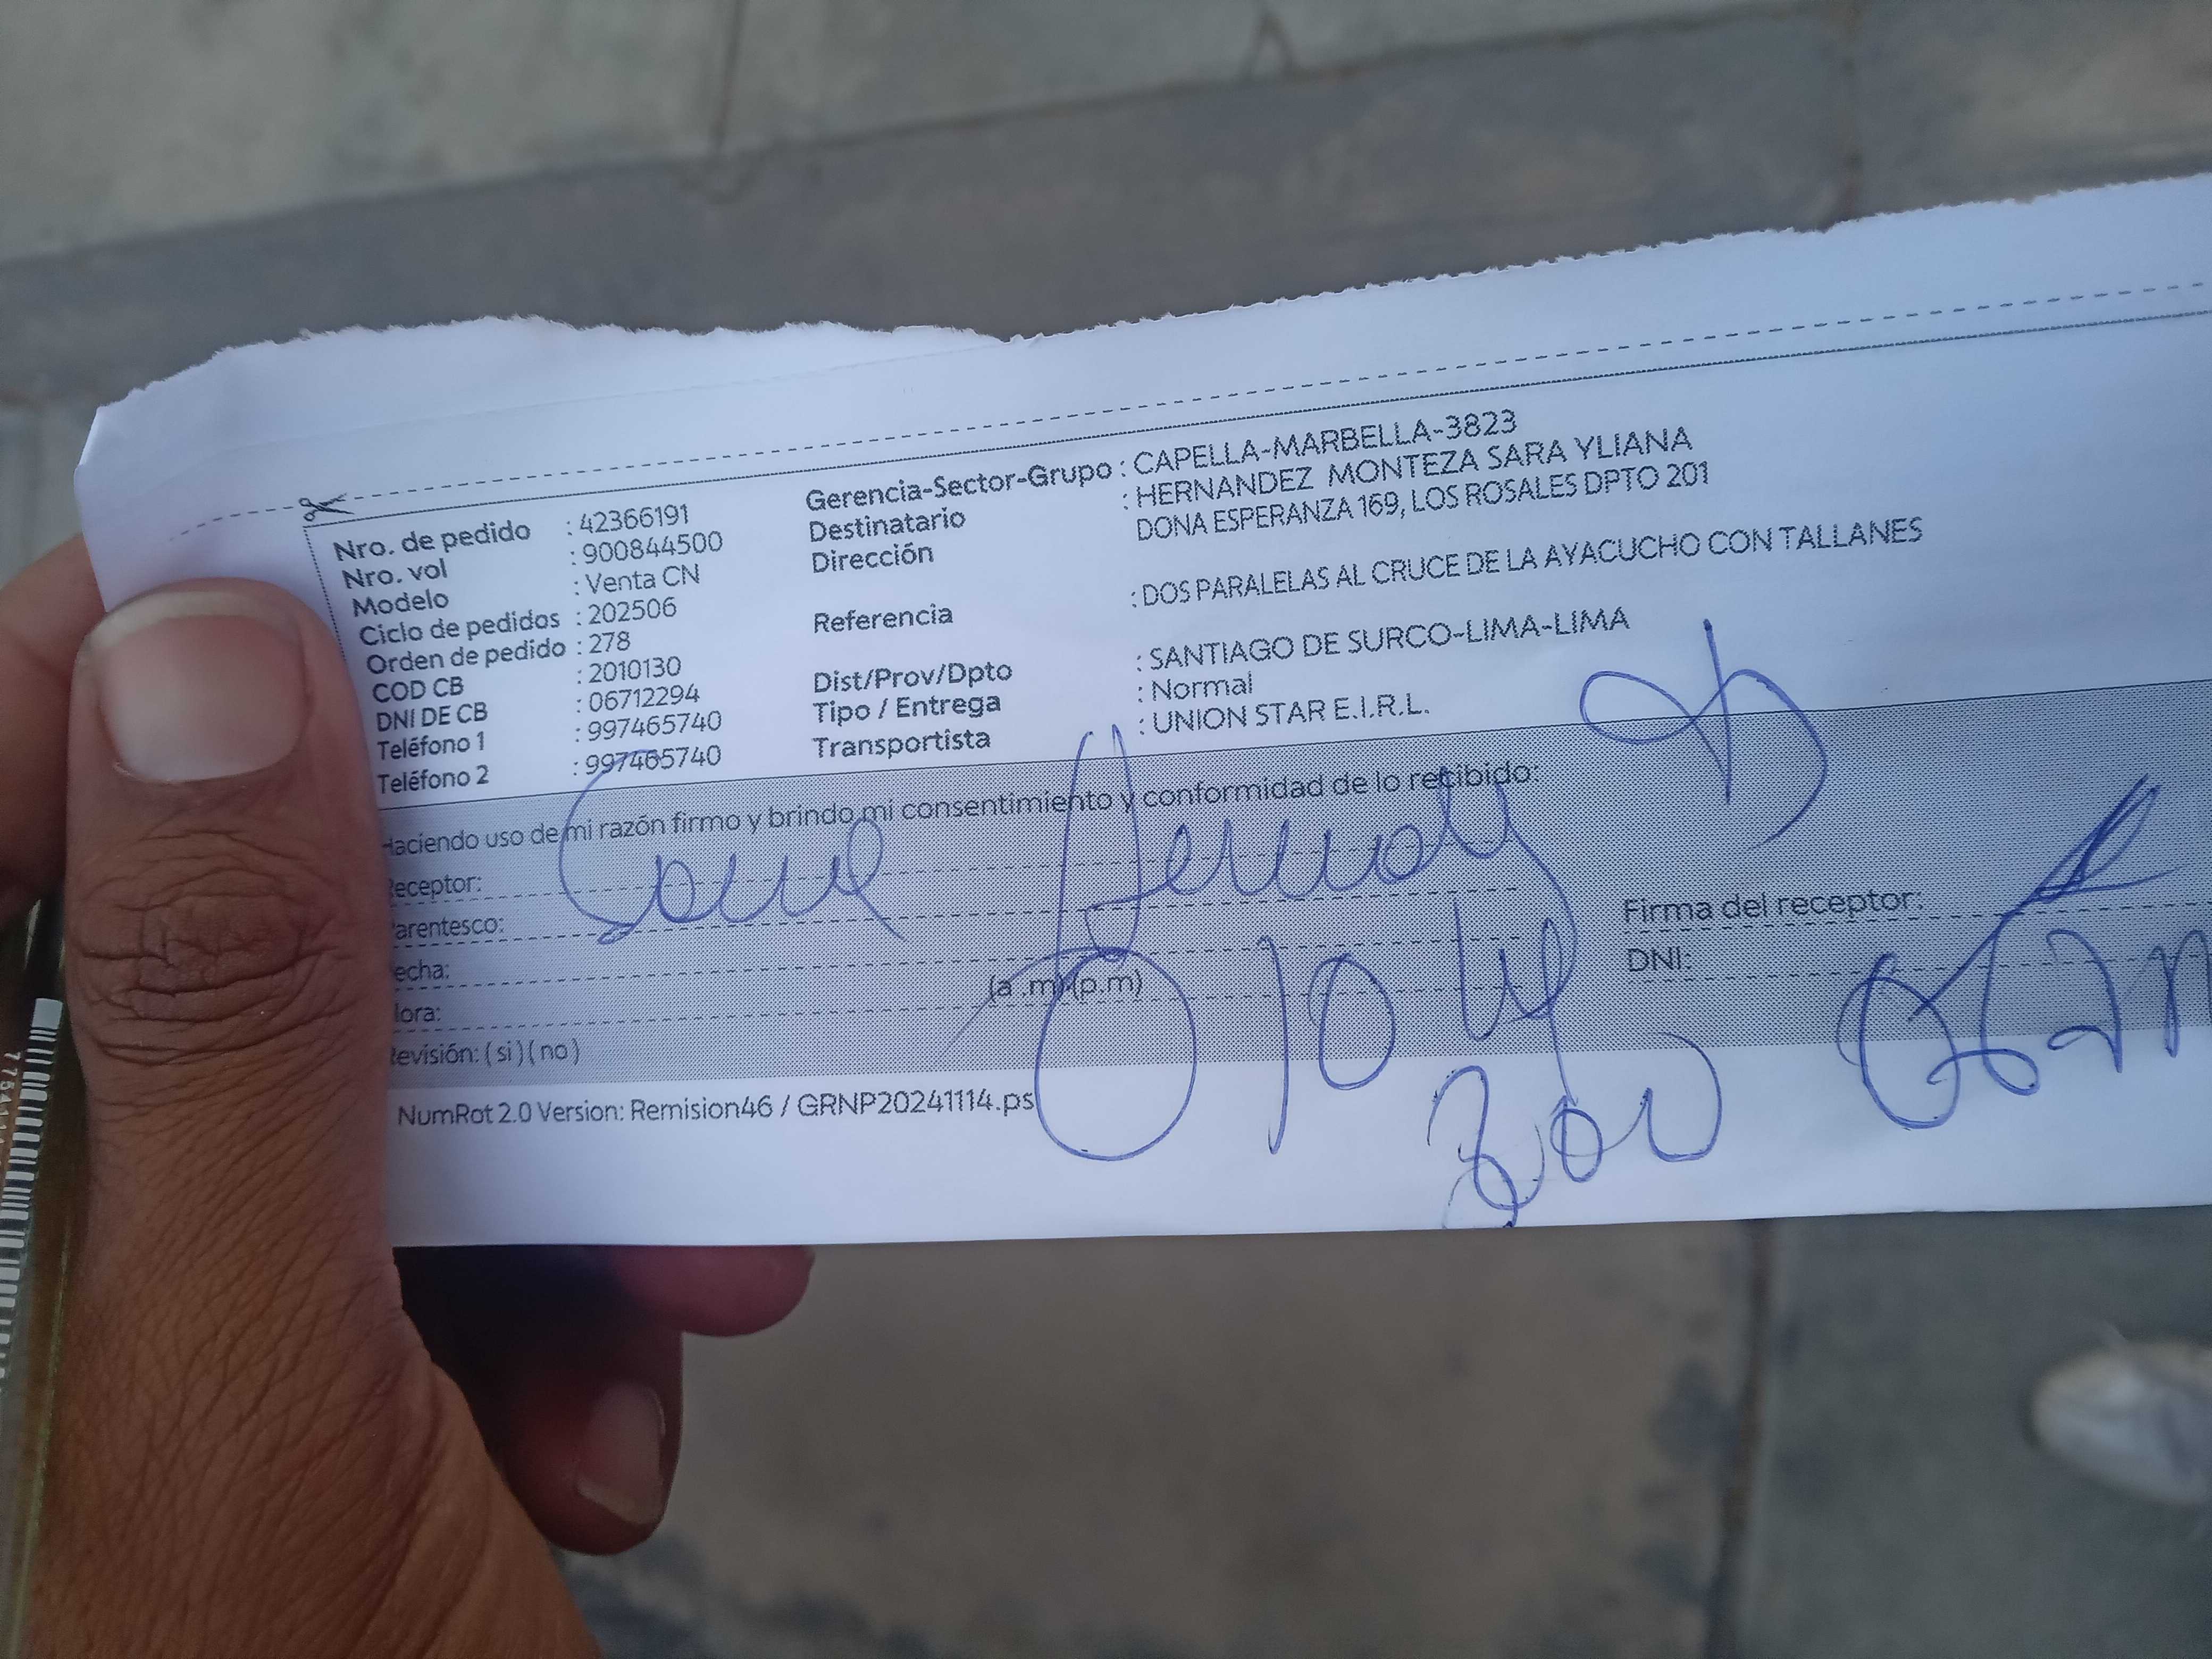 Nro. de pedido : 42366191
Nro. vol : 900844500
Modelo : Venta CN
Ciclo de pedidos : 202506
Orden de pedido : 278
COD CB : 2010130
DNI DE CB : 06712294
Teléfono 1 : 997465740
Teléfono 2 : 997465740
Gerencia-Sector-Grupo : CAPELLA-MARBELLA-3823
Destinatario : HERNANDEZ MONTEZA SARA YLIANA
Dirección DONA ESPERANZA 169, LOS ROSALES DPTO 201
Referencia : DOS PARALELAS AL CRUCE DE LA AYACUCHO CON TALLANES
Dist/Prov/Dpto : SANTIAGO DE SURCO-LIMA-LIMA
Tipo / Entrega : Normal
Transportista : UNION STAR E.I.R.L.
Haciendo uso de mi razón firmo y brindo mi consentimiento y conformidad de lo recibido:
eceptor:
arentesco:
echa:
lora: (a .m) (p.m)
evisión: ( si ) ( no )
Firma del receptor:
DNI:
NumRot 2.0 Version: Remision46 / GRNP20241114.ps